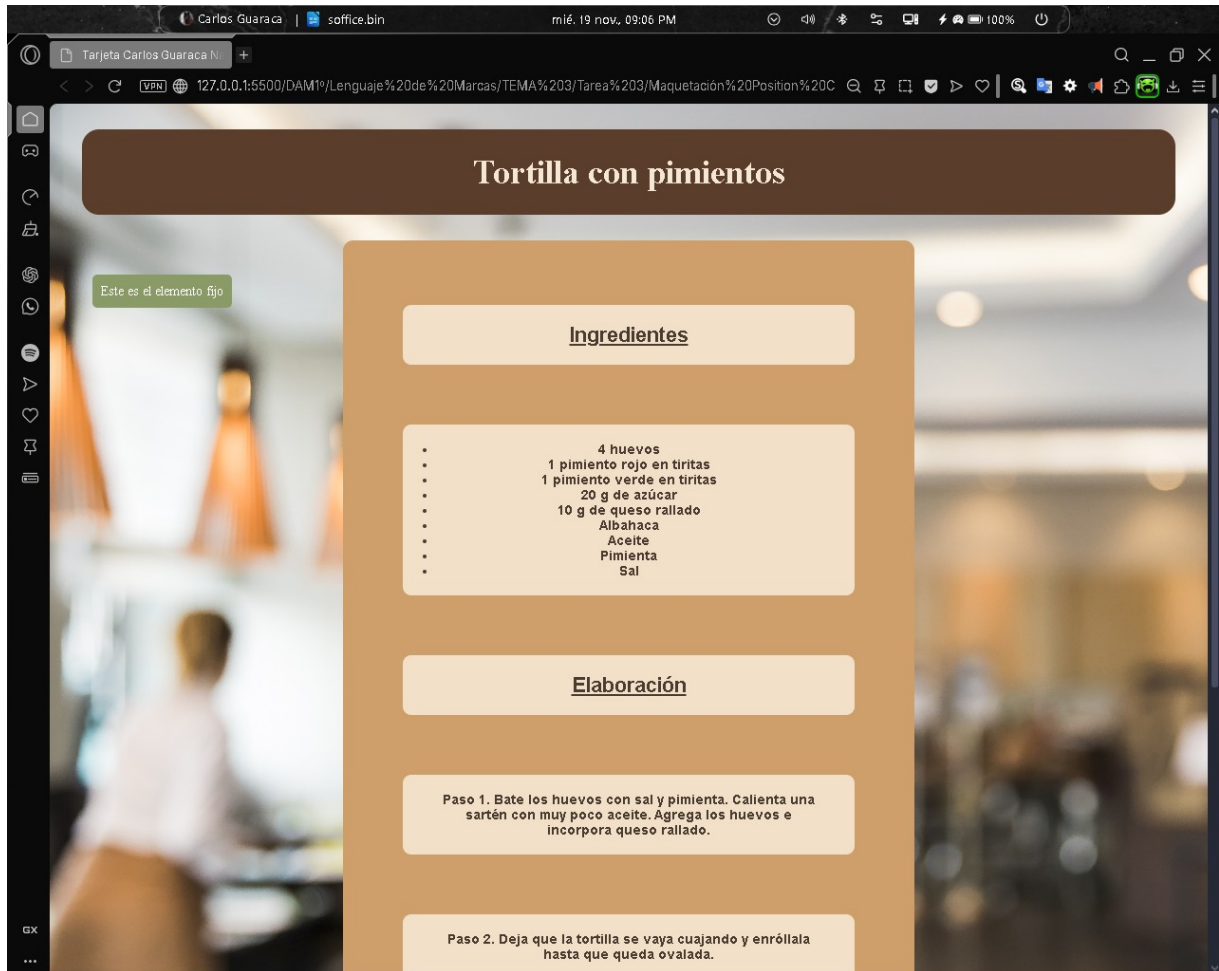 Carlos Guaraca | soffice.bin mié. 19 nov., 09:06 PM 100%
Tarjeta Carlos Guaraca N
VPN 127.0.0.1:5500/DAM1º/Lenguaje%20de%20Marcas/TEMA%203/Tarea%203/Maquetación%20Position%20C
Tortilla con pimientos
Este es el elemento fijo
Ingredientes
4 huevos
1 pimiento rojo en tiritas
1 pimiento verde en tiritas
20 g de azúcar
10 g de queso rallado
Albahaca
Aceite
Pimienta
Sal
Elaboración
Paso 1. Bate los huevos con sal y pimienta. Calienta una
sartén con muy poco aceite. Agrega los huevos e
incorpora queso rallado.
Paso 2. Deja que la tortilla se vaya cuajando y enróllala
hasta que queda ovalada.
GX